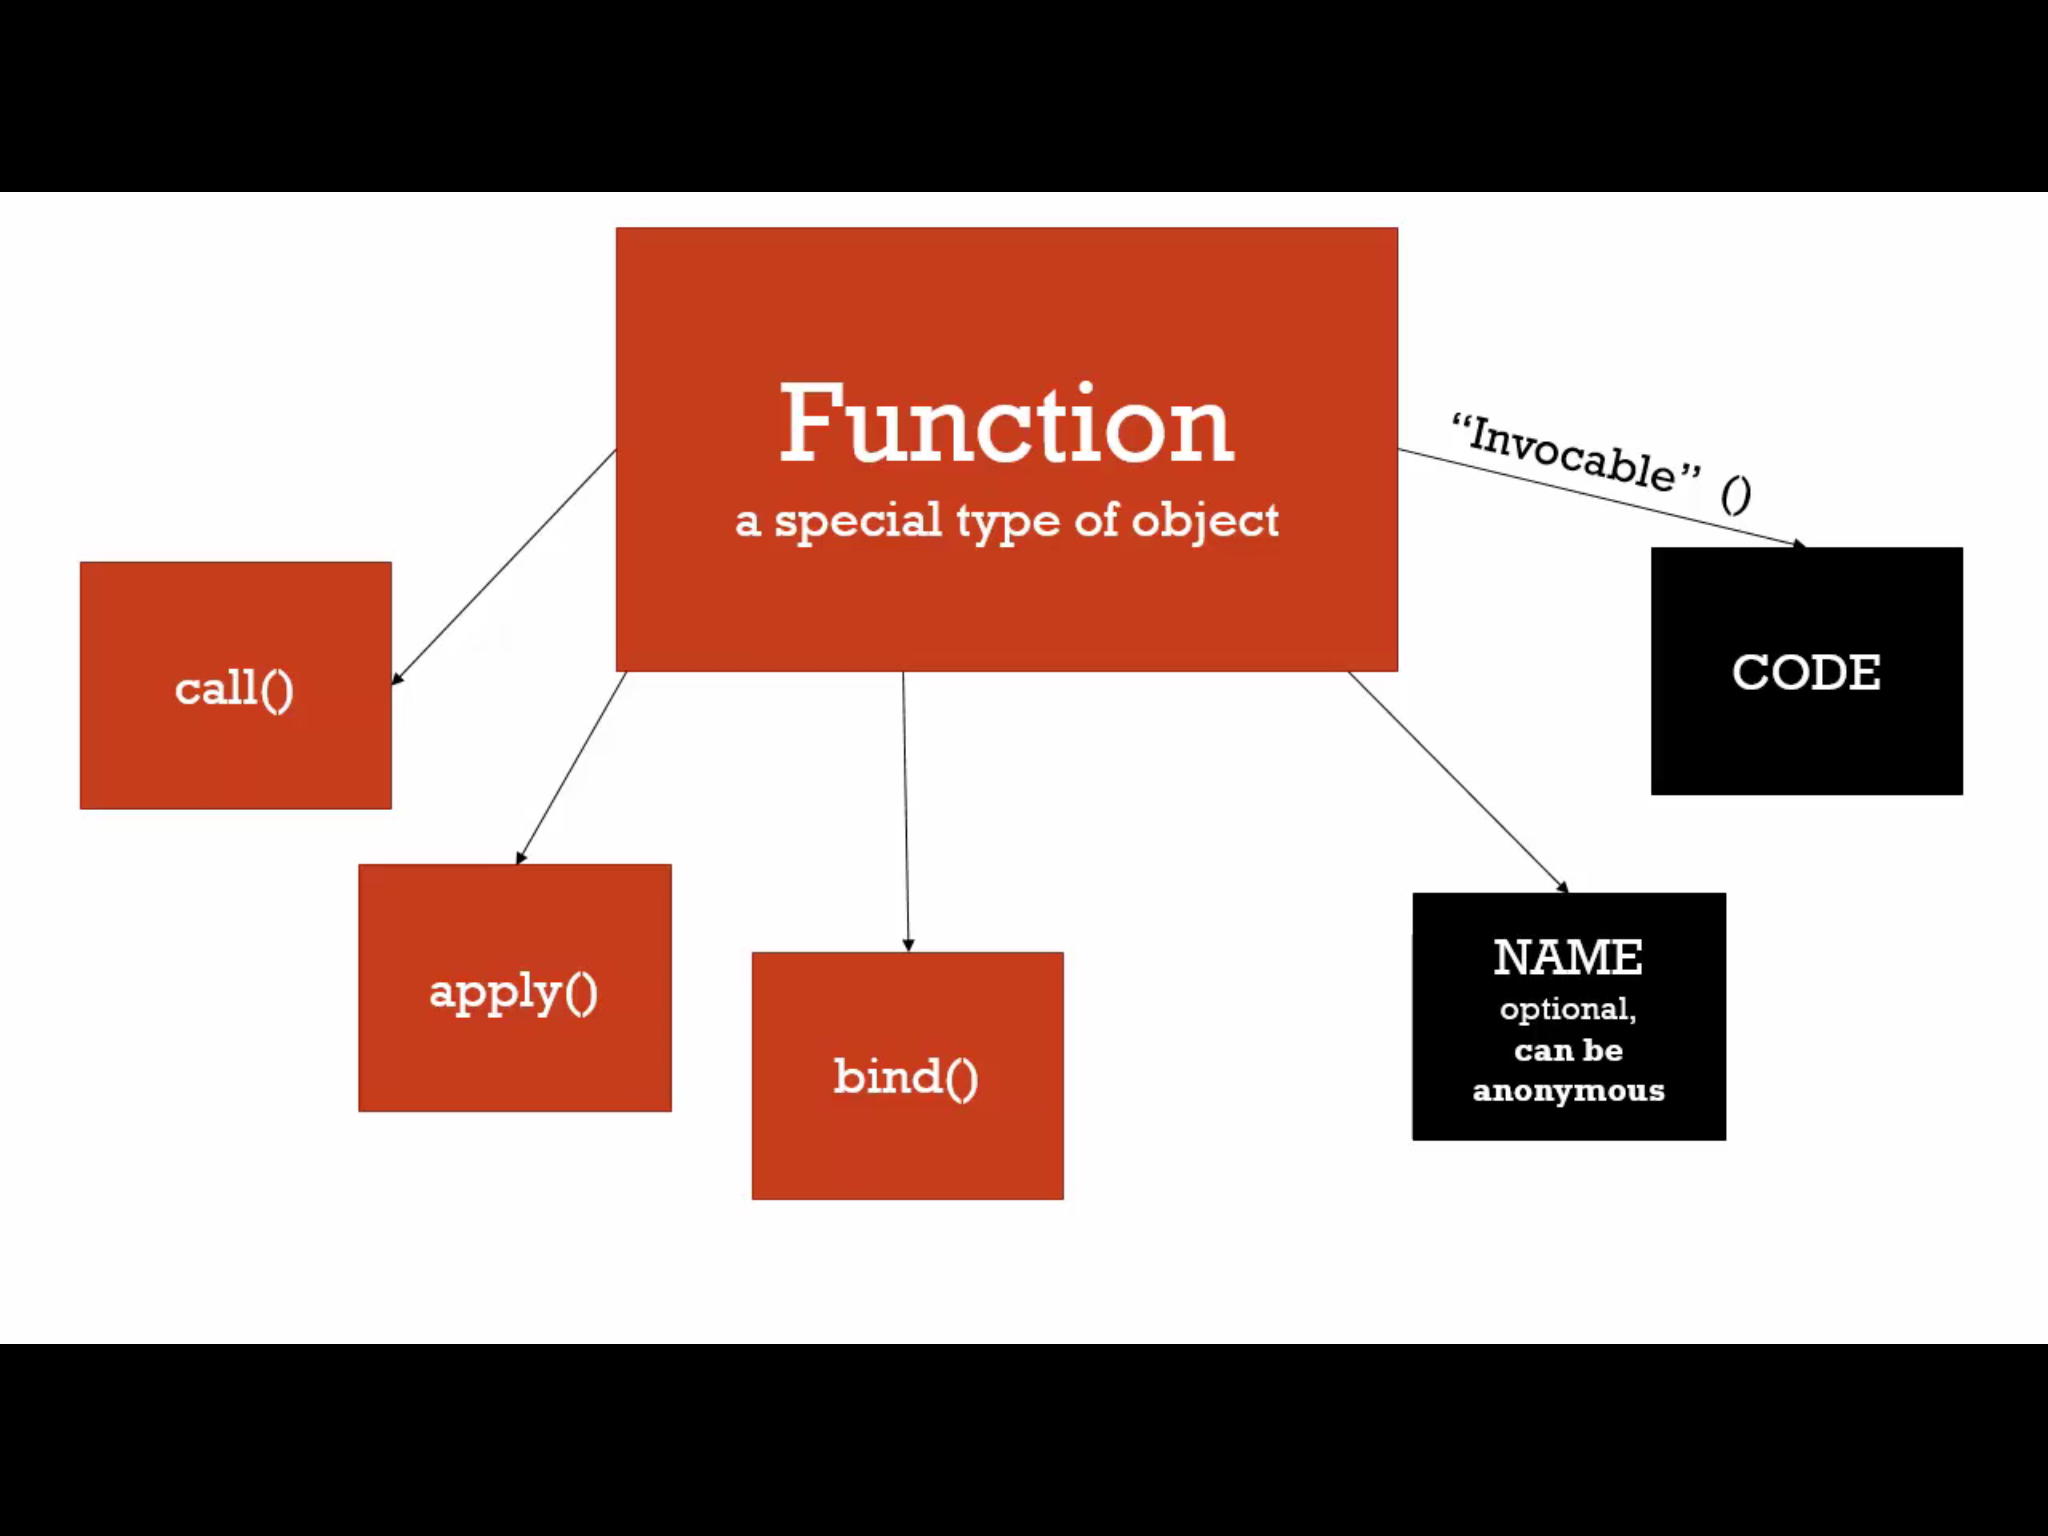 Function
a special type of object
“Invocable” ()
call()
CODE
apply()
bind()
NAME
optional,
can be
anonymous